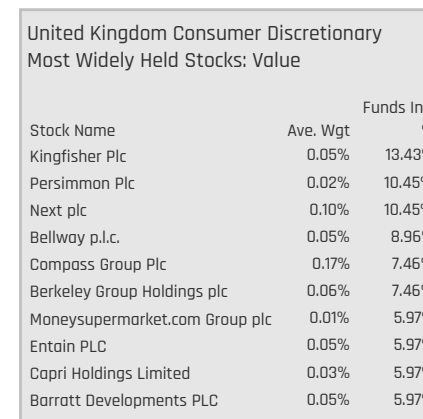 United Kingdom Consumer Discretionary
Most Widely Held Stocks: Value
Funds In
Stock Name Ave. Wgt
Kingfisher Plc 0.05% 13.43
Persimmon Plc 0.02% 10.45
Next plc 0.10% 10.45
Bellway p.l.c. 0.05% 8.96
Compass Group Plc 0.17% 7.46
Berkeley Group Holdings plc 0.06% 7.46
Moneysupermarket.com Group plc 0.01% 5.97
Entain PLC 0.05% 5.97
Capri Holdings Limited 0.03% 5.97
Barratt Developments PLC 0.05% 5.97